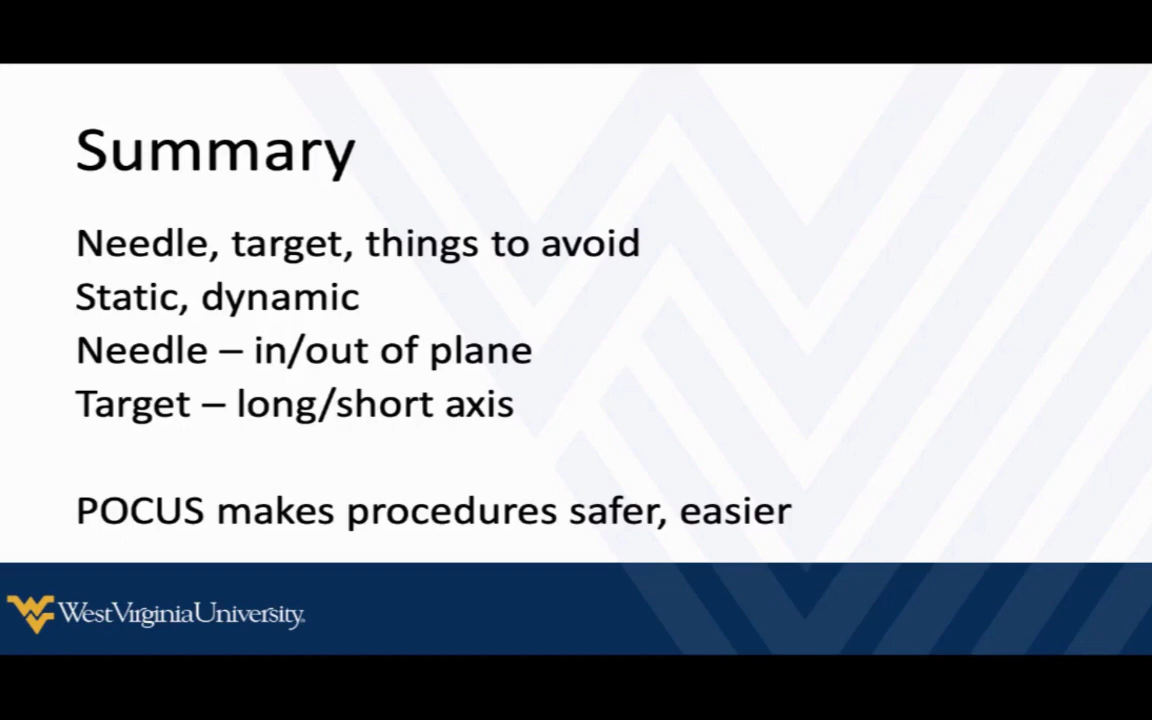 Summary
Needle, target, things to avoid
Static, dynamic
Needle – in/out of plane
Target – long/short axis
POCUS makes procedures safer, easier
WestVirginiaUniversity.